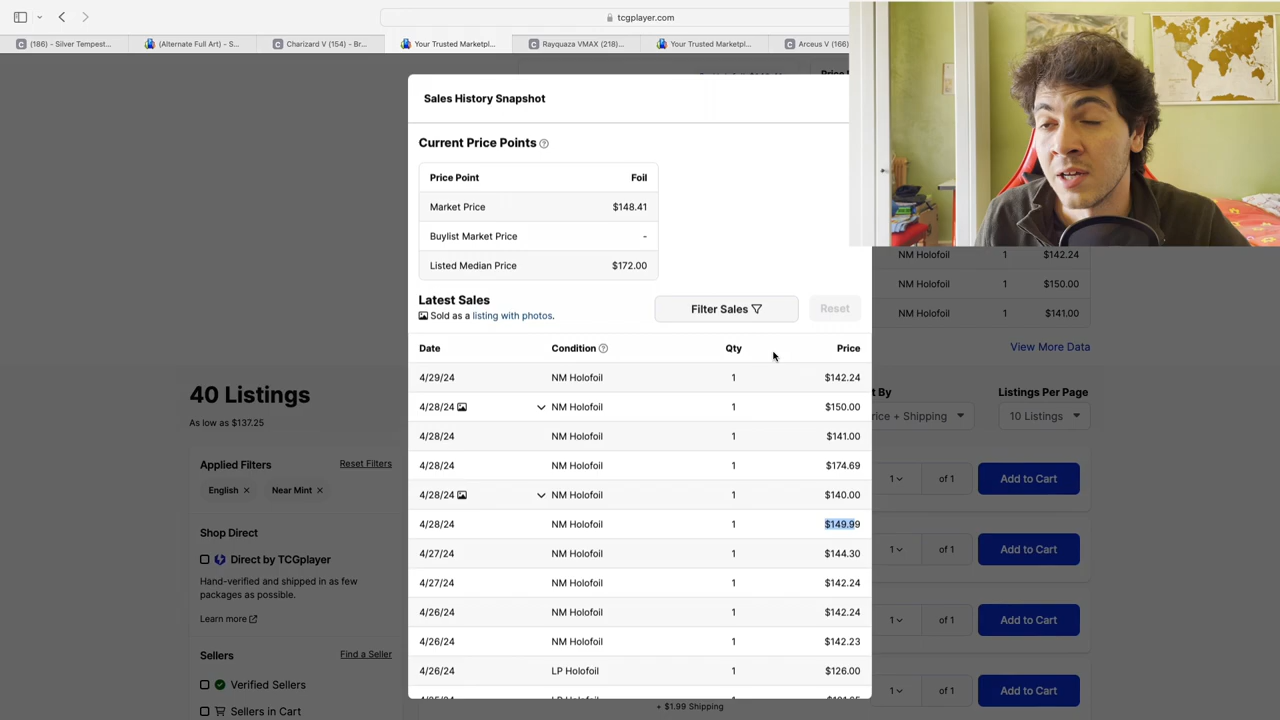 tcgplayer.com
(186) - Silver Tempest...
(Alternate Full Art) - S...
Charizard V (154) - Br...
Your Trusted Marketpl...
Rayquaza VMAX (218)...
Your Trusted Marketpl...
Arceus V (166)
Sales History Snapshot
Current Price Points ?
Price Point Foil
Market Price $148.41
Buylist Market Price -
Listed Median Price $172.00
Latest Sales
Sold as a listing with photos.
Filter Sales
Reset
Date Condition ? Qty Price
4/29/24 NM Holofoil 1 $142.24
4/28/24 NM Holofoil 1 $150.00
4/28/24 NM Holofoil 1 $141.00
4/28/24 NM Holofoil 1 $174.69
4/28/24 NM Holofoil 1 $140.00
4/28/24 NM Holofoil 1 $149.99
4/27/24 NM Holofoil 1 $144.30
4/27/24 NM Holofoil 1 $142.24
4/26/24 NM Holofoil 1 $142.24
4/26/24 NM Holofoil 1 $142.23
4/26/24 LP Holofoil 1 $126.00
NM Holofoil 1 $142.24
NM Holofoil 1 $150.00
NM Holofoil 1 $141.00
View More Data
40 Listings
As low as $137.25
Listings Per Page
rice + Shipping
10 Listings
Applied Filters Reset Filters
English × Near Mint ×
Shop Direct
Direct by TCGplayer
Hand-verified and shipped in as few
packages as possible.
Learn more
Sellers Find a Seller
Verified Sellers
Sellers in Cart
1 of 1 Add to Cart
1 of 1 Add to Cart
1 of 1 Add to Cart
1 of 1 Add to Cart
+ $1.99 Shipping